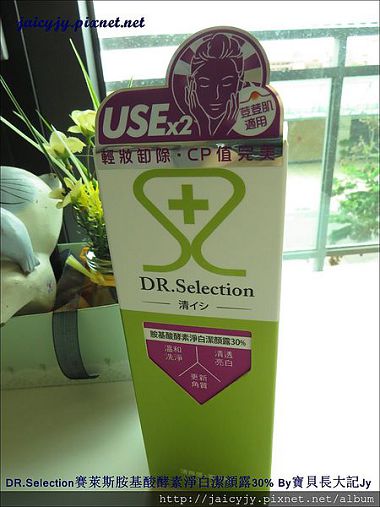 jaicyjy.pixnet.net
USEx2
荳荳肌
適用
輕妝卸除・CP值完美
DR.Selection
清イシ
胺基酸酵素淨白潔顏露30%
溫和
洗淨
清透
亮白
更新
角質
DR.Selection賽萊斯胺基酸酵素淨白潔顏露30% By寶貝長大記Jy
http://jaicyjy.pixnet.net/album